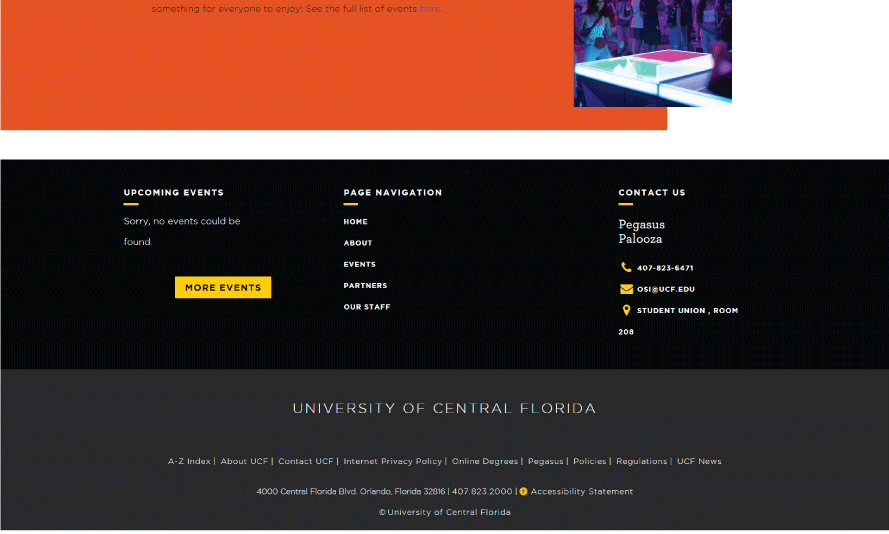 something for everyone to enjoy! See the full list of events here.
UPCOMING EVENTS
Sorry, no events could be
found.
MORE EVENTS
PAGE NAVIGATION
HOME
ABOUT
EVENTS
PARTNERS
OUR STAFF
CONTACT US
Pegasus
Palooza
407-823-6471
OSI@UCF.EDU
STUDENT UNION , ROOM
208
UNIVERSITY OF CENTRAL FLORIDA
A-Z Index | About UCF | Contact UCF | Internet Privacy Policy | Online Degrees | Pegasus | Policies | Regulations | UCF News
4000 Central Florida Blvd. Orlando, Florida 32816 | 407.823.2000 | Accessibility Statement
© University of Central Florida